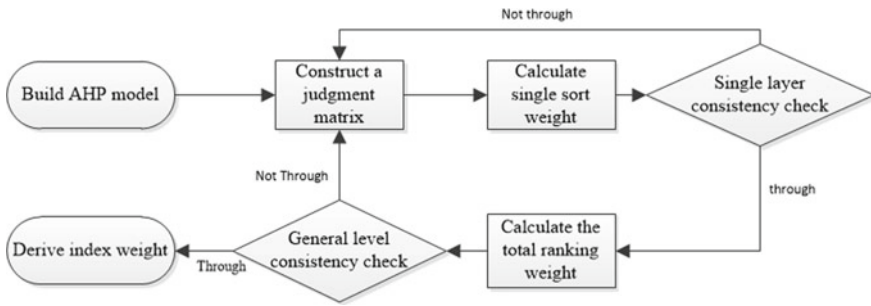 Not through
Build AHP model
Construct a
judgment
matrix
Calculate
single sort
weight
Single layer
consistency check
Not Through
through
Derive index weight
Through
General level
consistency check
Calculate the
total ranking
weight